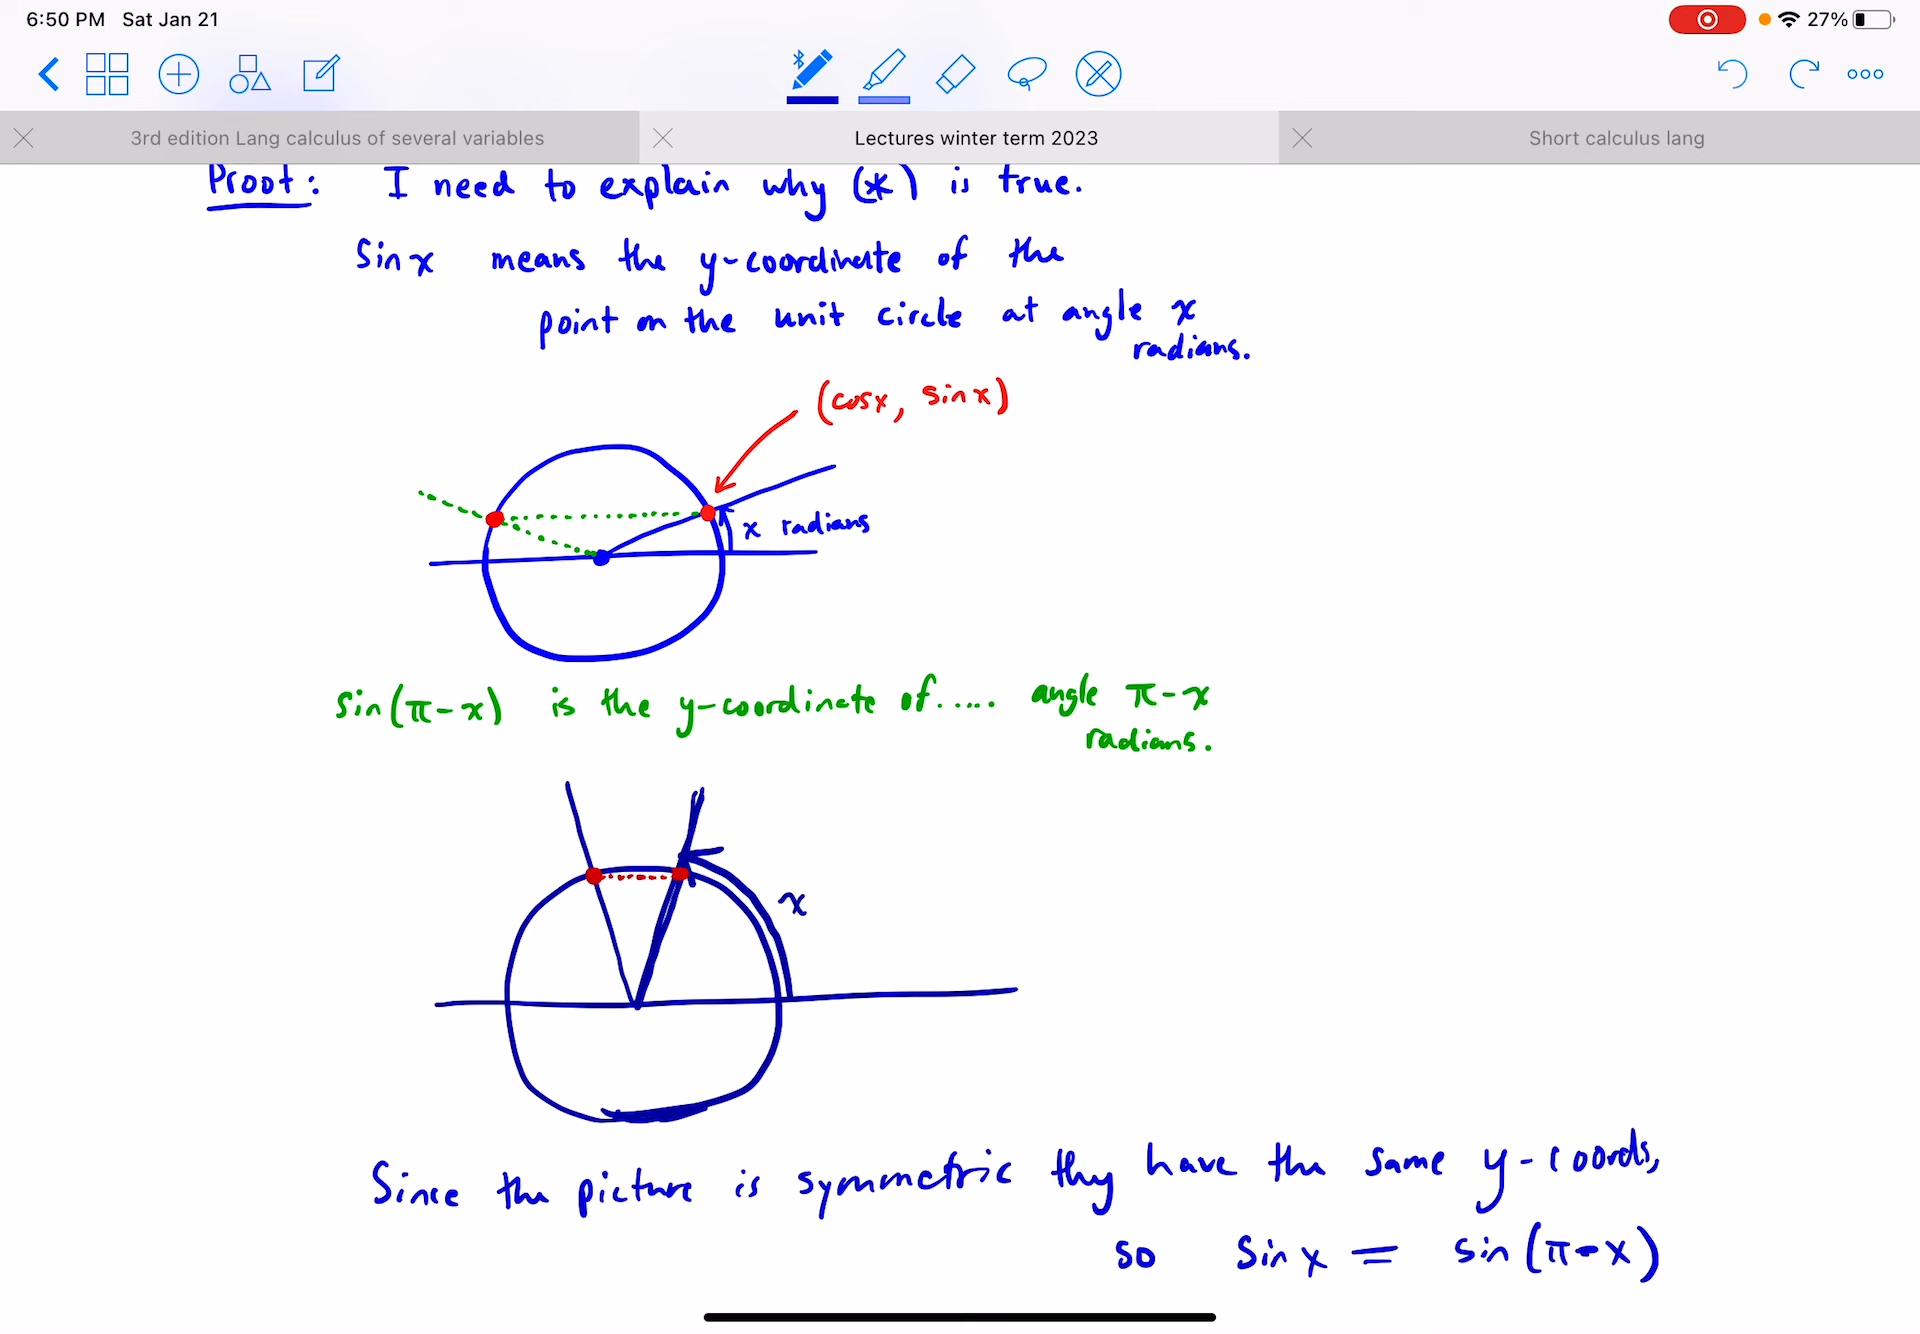 6:50 PM Sat Jan 21
27%
3rd edition Lang calculus of several variables
Lectures winter term 2023
Short calculus lang
Proof: I need to explain why (*) is true.
Sin x means the y-coordinate of the
point on the unit circle at angle x
radians.
(cosx, sinx)
x radians
sin(π-x) is the y-coordinate of..... angle π-x
radians.
x
Since the picture is symmetric they have the same y-coords,
so sin x = sin(π-x)